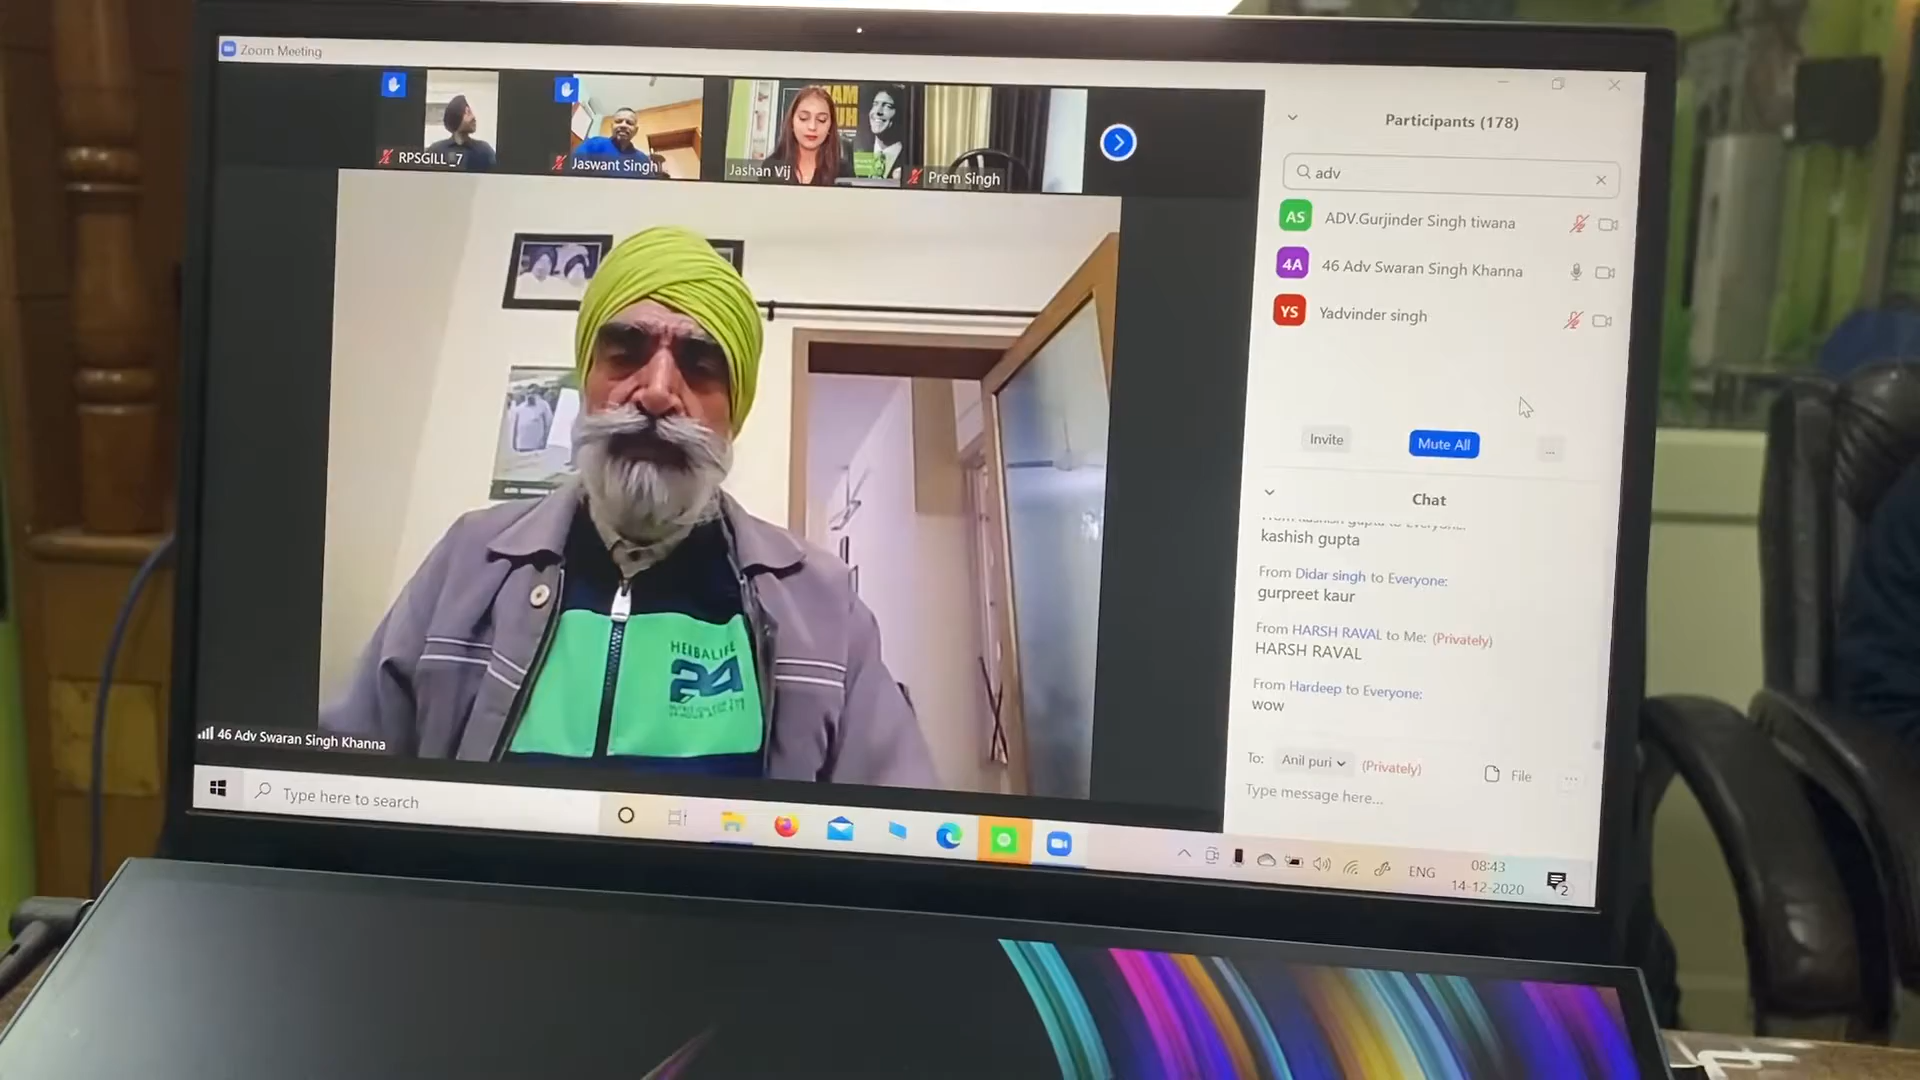 Zoom Meeting
RPSGILL_7
Jaswant Singh
Jashan Vij
Prem Singh
Participants (178)
adv
AS
ADV.Gurjinder Singh tiwana
4A
46 Adv Swaran Singh Khanna
YS
Yadvinder singh
Invite
Mute All
...
Chat
kashish gupta
From Didar singh to Everyone:
gurpreet kaur
From HARSH RAVAL to Me: (Privately)
HARSH RAVAL
From Hardeep to Everyone:
wow
To: Anil puri (Privately)
File
...
Type message here...
HERBALIFE
24
46 Adv Swaran Singh Khanna
Type here to search
ENG
08:43
14-12-2020
2